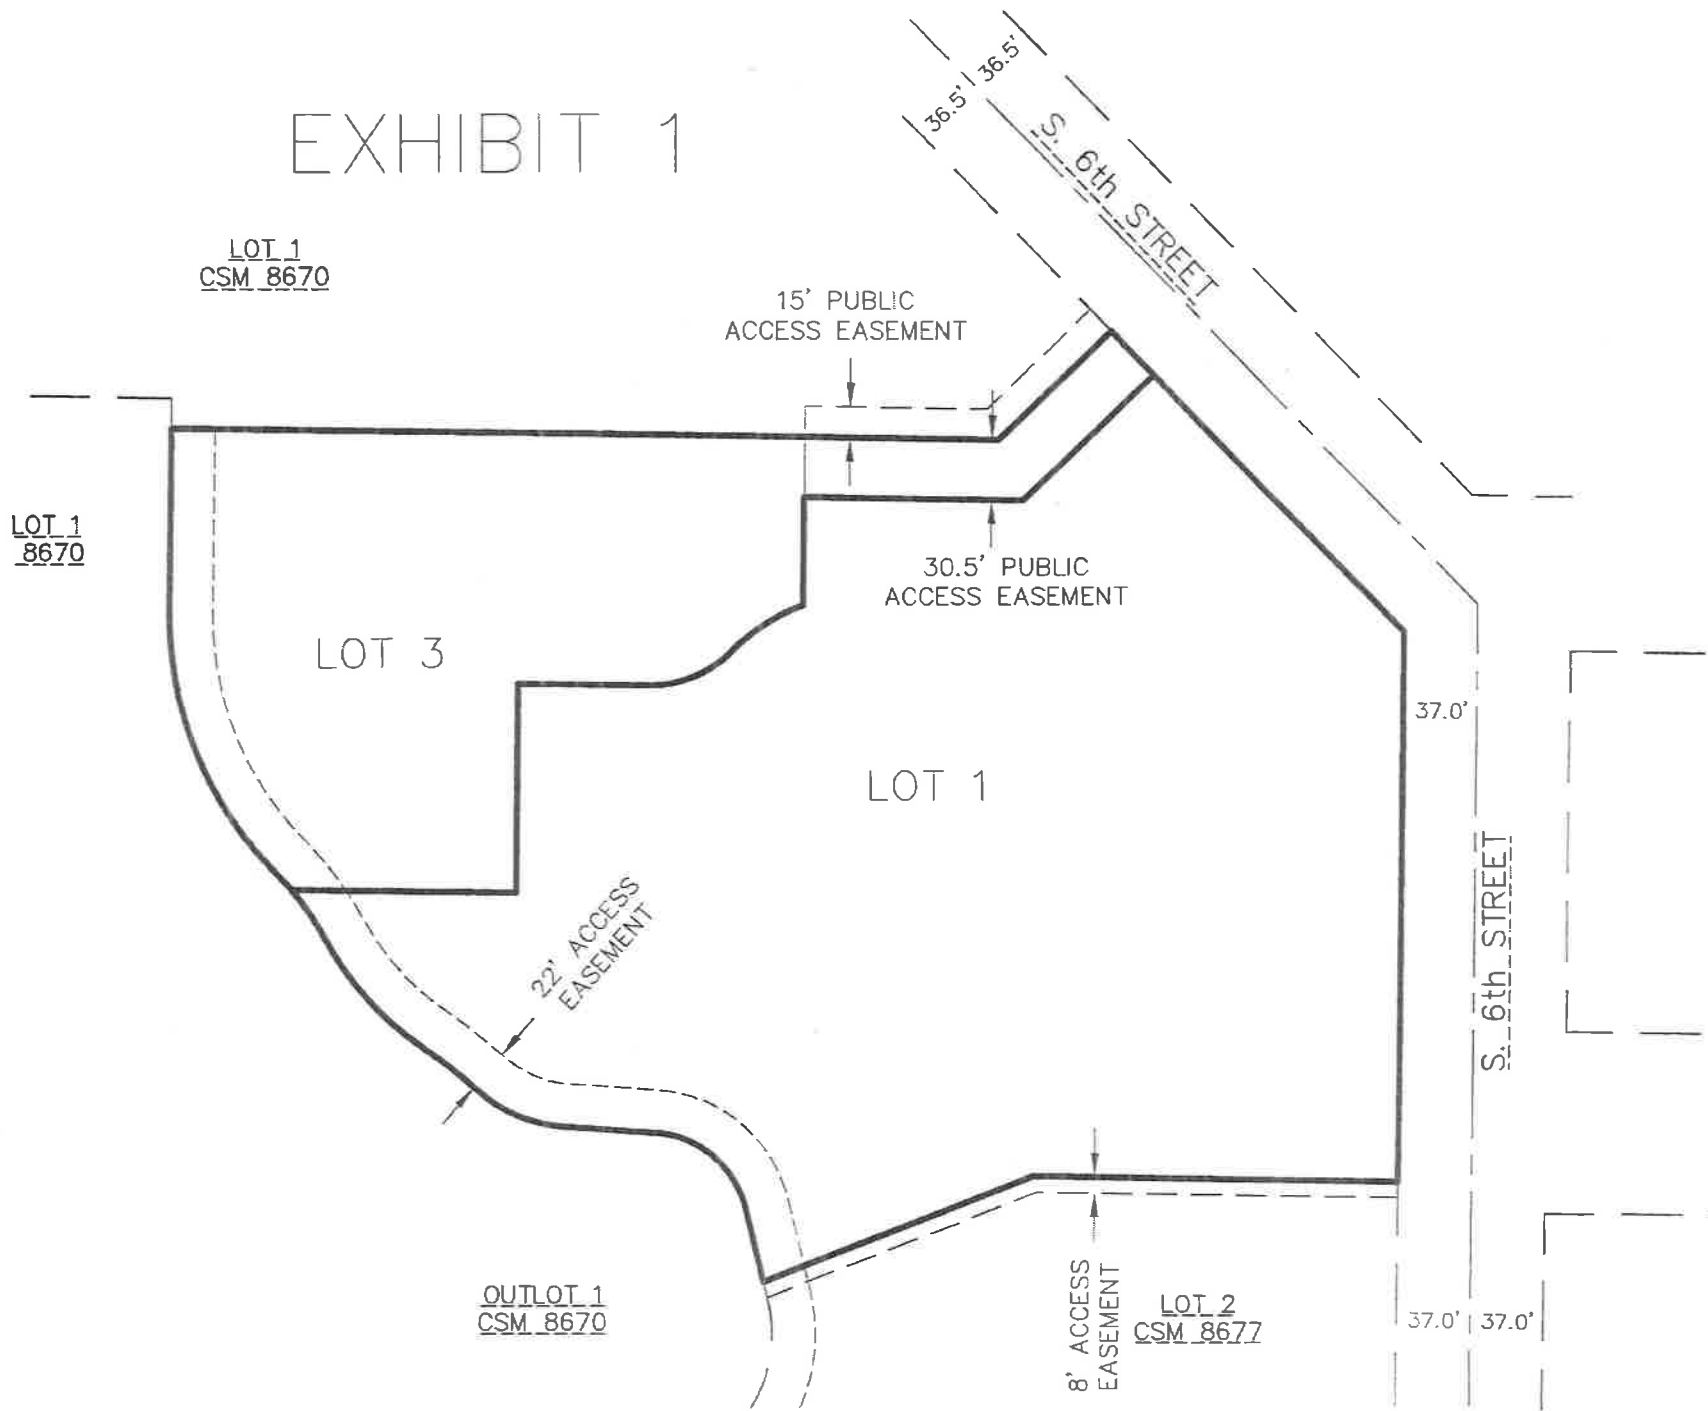 EXHIBIT 1
36.5'
36.5'
S. 6th STREET
LOT 1
CSM 8670
15' PUBLIC
ACCESS EASEMENT
LOT 1
8670
30.5' PUBLIC
ACCESS EASEMENT
LOT 3
37.0'
LOT 1
22' ACCESS
EASEMENT
S. 6th STREET
8' ACCESS
EASEMENT
OUTLOT 1
CSM 8670
LOT 2
CSM 8677
37.0'
37.0'